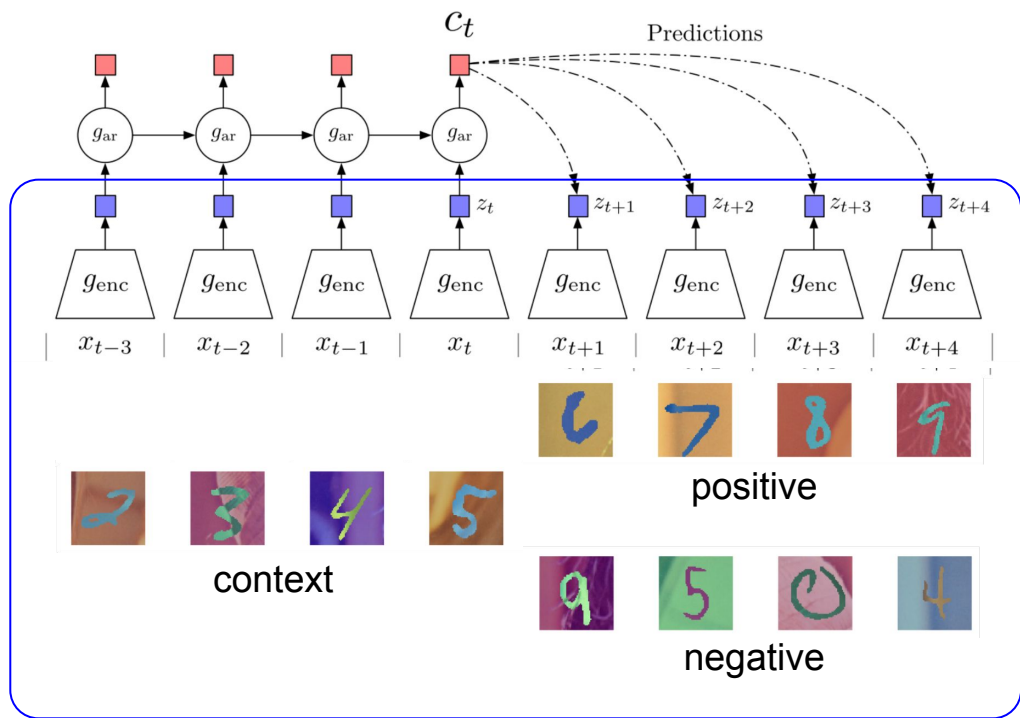 c_t
Predictions
g_ar g_ar g_ar g_ar
z_t z_{t+1} z_{t+2} z_{t+3} z_{t+4}
g_enc g_enc g_enc g_enc g_enc g_enc g_enc g_enc
x_{t-3} x_{t-2} x_{t-1} x_t x_{t+1} x_{t+2} x_{t+3} x_{t+4}
6 7 8 9
positive
2 3 4 5
context
9 5 0 4
negative